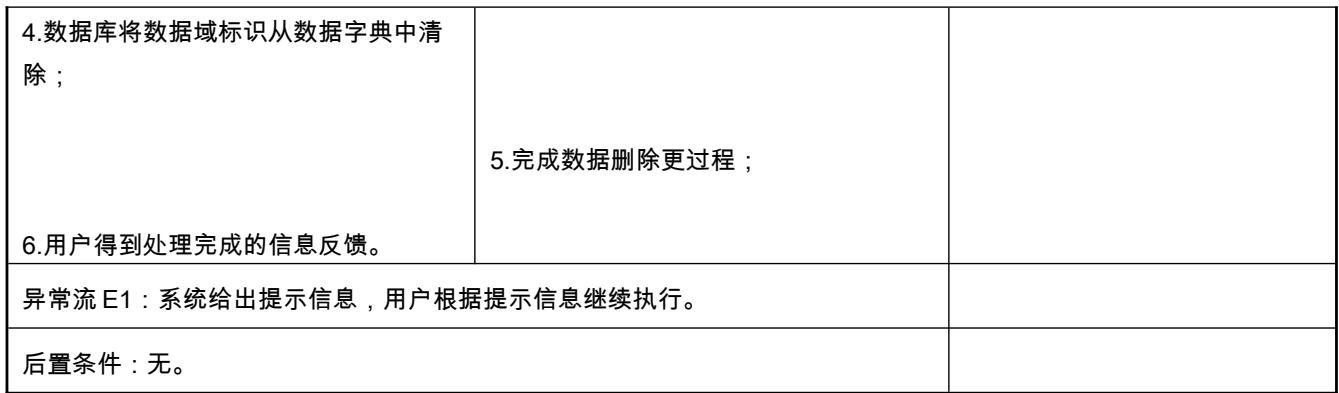 4.数据库将数据域标识从数据字典中清
除；
5.完成数据删除更过程；
6.用户得到处理完成的信息反馈。
异常流 E1：系统给出提示信息，用户根据提示信息继续执行。
后置条件：无。